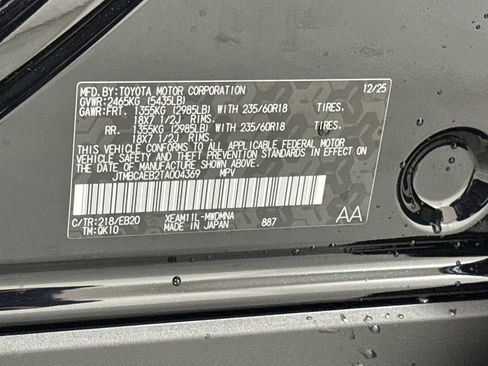 MFD. BY:TOYOTA MOTOR CORPORATION 12/25
GVWR:2465KG (5435LB)
GAWR:FRT. 1355KG (2985LB) WITH 235/60R18 TIRES.
18X7 1/2J RIMS.
RR. 1355KG (2985LB) WITH 235/60R18 TIRES.
18X7 1/2J RIMS.
THIS VEHICLE CONFORMS TO ALL APPLICABLE FEDERAL MOTOR
VEHICLE SAFETY AND THEFT PREVENTION STANDARDS IN EFFECT ON
THE DATE OF MANUFACTURE SHOWN ABOVE.
JTMBCAEB2TA004369 MPV
C/TR:218/EB20 XEAM11L-MWDMNA
TM:QK10 MADE IN JAPAN 887 AA